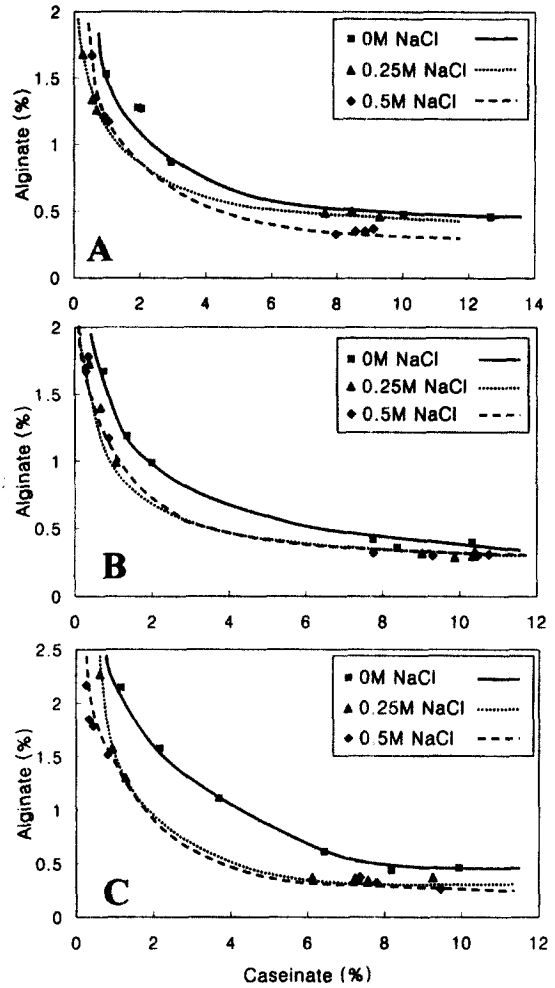 2
0M NaCl
0.25M NaCl
0.5M NaCl
1.5
1
0.5
0
Alginate (%)
A
0 2 4 6 8 10 12 14
2
0M NaCl
0.25M NaCl
0.5M NaCl
1.5
1
0.5
0
Alginate (%)
B
0 2 4 6 8 10 12
2.5
0M NaCl
0.25M NaCl
0.5M NaCl
2
1.5
1
0.5
0
Alginate (%)
C
0 2 4 6 8 10 12
Caseinate (%)